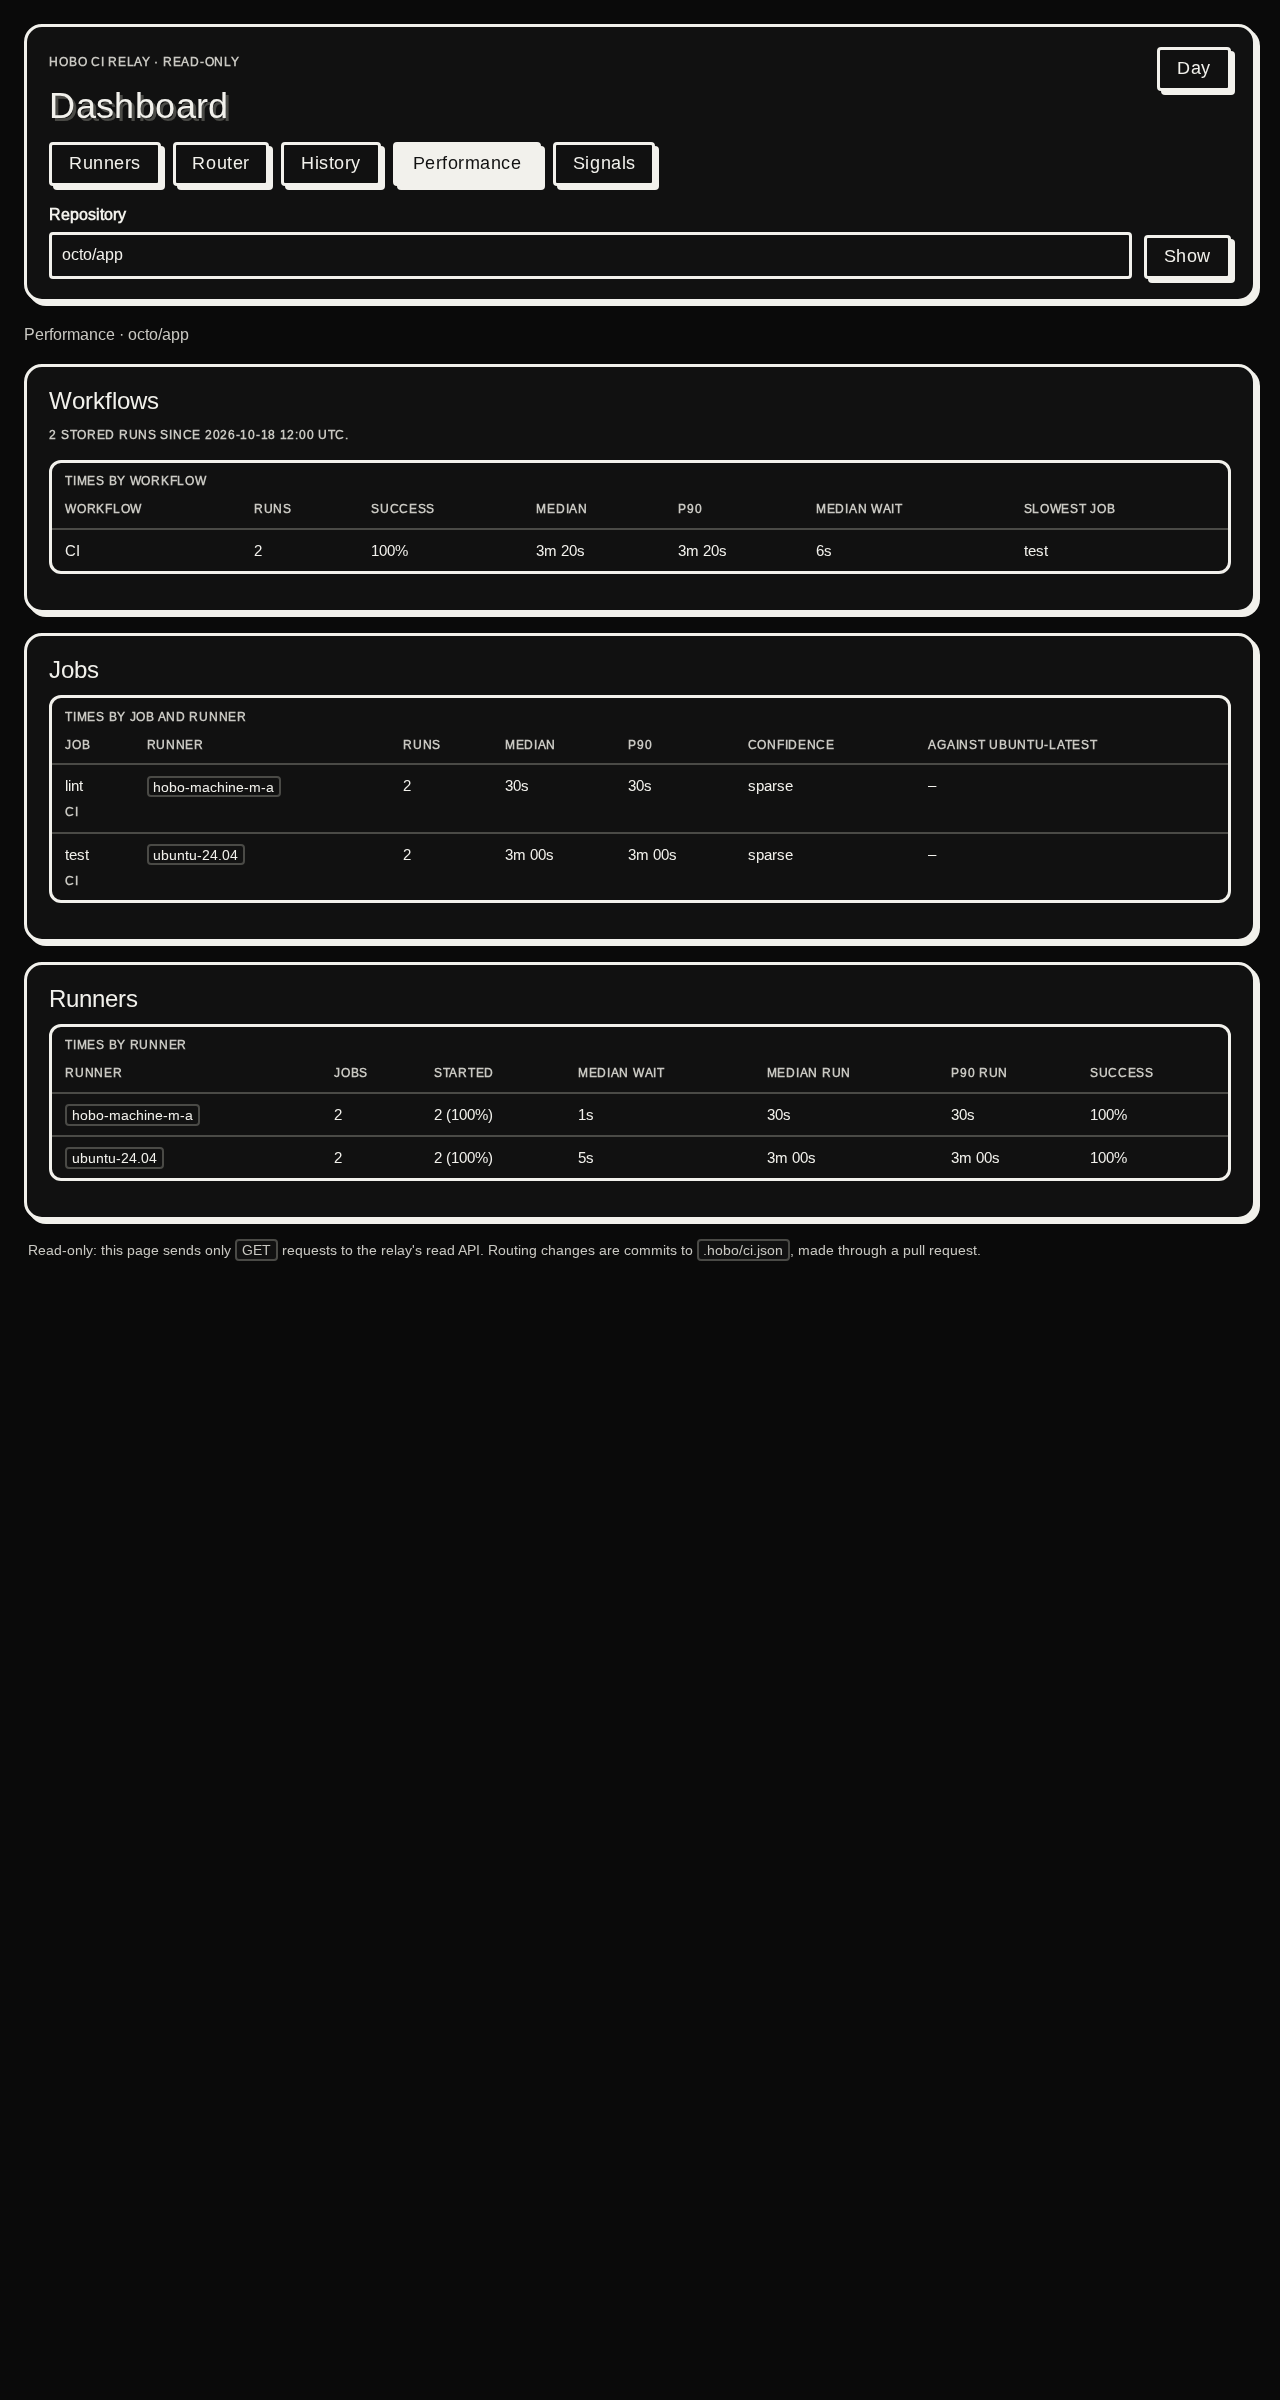 HOBO CI RELAY · READ-ONLY
Day
Dashboard
Runners Router History Performance Signals
Repository
octo/app
Show
Performance · octo/app
Workflows
2 STORED RUNS SINCE 2026-10-18 12:00 UTC.
TIMES BY WORKFLOW
WORKFLOW RUNS SUCCESS MEDIAN P90 MEDIAN WAIT SLOWEST JOB
CI 2 100% 3m 20s 3m 20s 6s test
Jobs
TIMES BY JOB AND RUNNER
JOB RUNNER RUNS MEDIAN P90 CONFIDENCE AGAINST UBUNTU-LATEST
lint hobo-machine-m-a 2 30s 30s sparse –
CI
test ubuntu-24.04 2 3m 00s 3m 00s sparse –
CI
Runners
TIMES BY RUNNER
RUNNER JOBS STARTED MEDIAN WAIT MEDIAN RUN P90 RUN SUCCESS
hobo-machine-m-a 2 2 (100%) 1s 30s 30s 100%
ubuntu-24.04 2 2 (100%) 5s 3m 00s 3m 00s 100%
Read-only: this page sends only GET requests to the relay's read API. Routing changes are commits to .hobo/ci.json, made through a pull request.